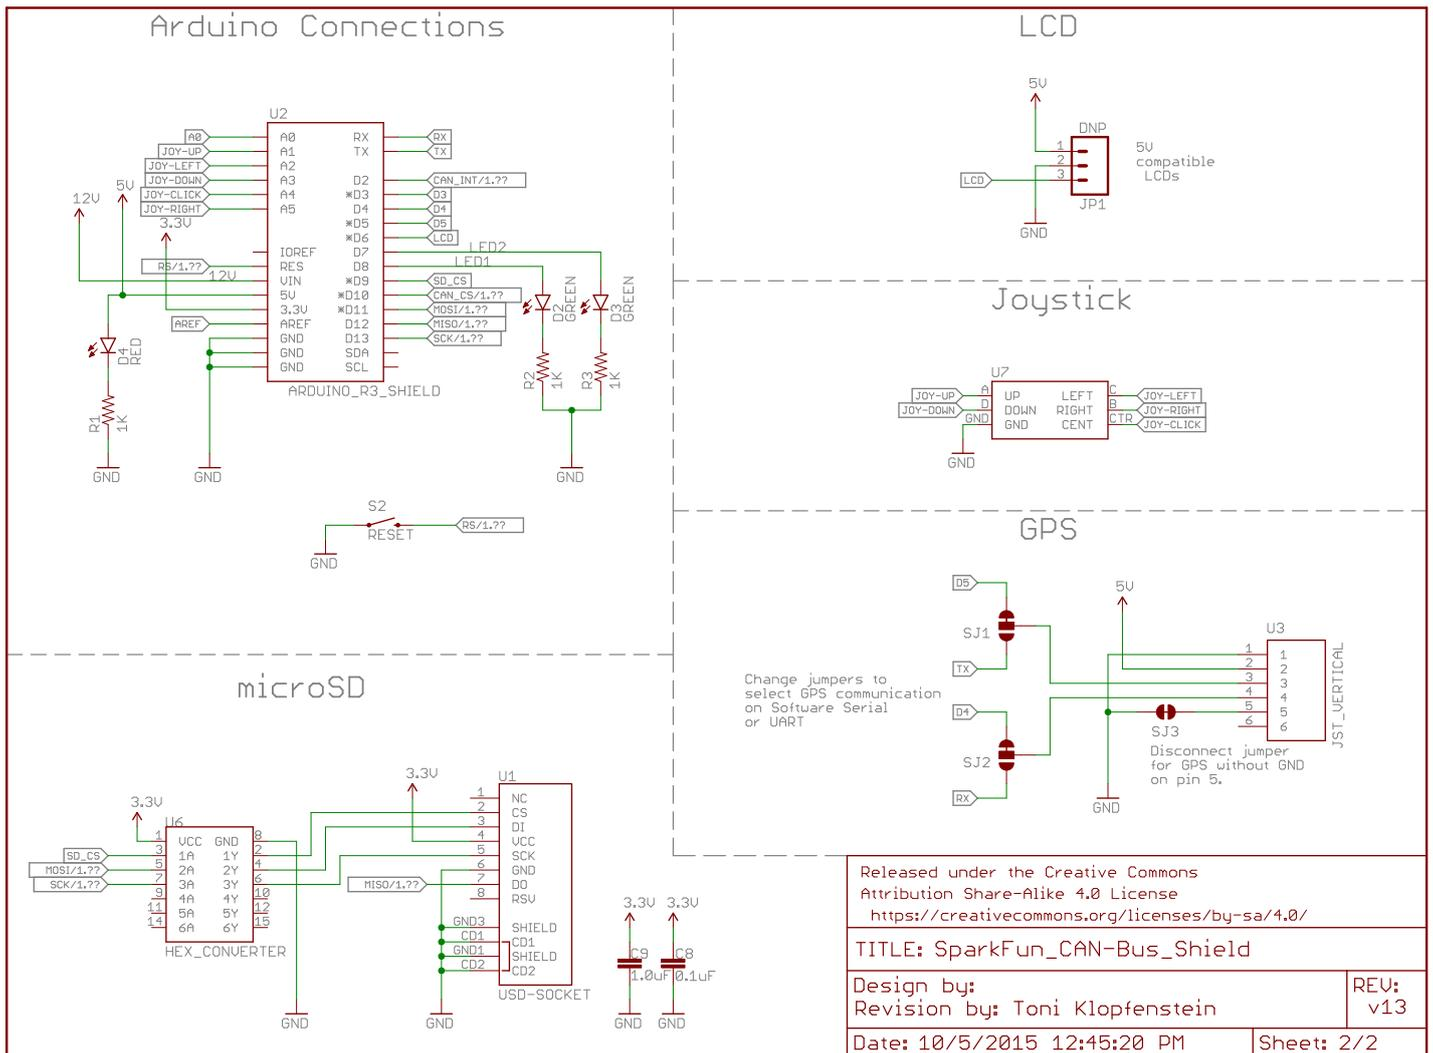 Arduino Connections
U2
A0
JOY-UP
JOY-LEFT
JOY-DOWN
JOY-CLICK
JOY-RIGHT
12V
5V
3.3V
RS/1.??
12V
AREF
A0
A1
A2
A3
A4
A5
IOREF
RES
VIN
5V
3.3V
AREF
GND
GND
GND
RX
TX
D2
*D3
D4
*D5
*D6
D7
D8
*D9
*D10
*D11
D12
D13
SDA
SCL
RX
TX
CAN_INT/1.??
D3
D4
D5
LCD
LED2
LED1
SD_CS
CAN_CS/1.??
MOSI/1.??
MISO/1.??
SCK/1.??
ARDUINO_R3_SHIELD
D4
RED
R1
1K
GND
GND
D2
GREEN
D3
GREEN
R2
1K
R3
1K
GND
S2
RESET
RS/1.??
GND
LCD
5V
DNP
1
2
3
LCD
JP1
GND
5V
compatible
LCDs
Joystick
U7
JOY-UP
JOY-DOWN
A
D
GND
UP
DOWN
GND
LEFT
RIGHT
CENT
C
B
CTR
JOY-LEFT
JOY-RIGHT
JOY-CLICK
GND
GPS
D5
SJ1
TX
D4
SJ2
RX
Change jumpers to
select GPS communication
on Software Serial
or UART
5V
U3
1
2
3
4
5
6
1
2
3
4
5
6
JST_VERTICAL
SJ3
Disconnect jumper
for GPS without GND
on pin 5.
GND
microSD
3.3V
U6
SD_CS
MOSI/1.??
SCK/1.??
1
3
5
7
9
11
14
VCC
1A
2A
3A
4A
5A
6A
GND
1Y
2Y
3Y
4Y
5Y
6Y
8
2
4
6
10
12
15
HEX_CONVERTER
GND
3.3V
MISO/1.??
U1
1
2
3
4
5
6
7
8
GND3
CD1
GND1
CD2
NC
CS
DI
VCC
SCK
GND
DO
RSV
SHIELD
CD1
SHIELD
CD2
USD-SOCKET
GND
3.3V
C9
1.0uF
GND
3.3V
C8
0.1uF
GND
Released under the Creative Commons
Attribution Share-Alike 4.0 License
https://creativecommons.org/licenses/by-sa/4.0/
TITLE: SparkFun_CAN-Bus_Shield
Design by:
Revision by: Toni Klopfenstein
REV:
v13
Date: 10/5/2015 12:45:20 PM
Sheet: 2/2